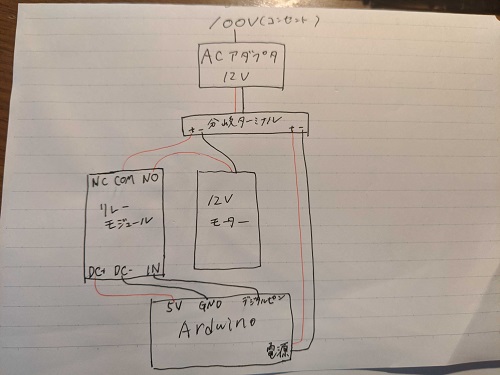 100V(コンセント)
ACアダプタ
12V
分岐ターミナル
+ - + -
NC COM NO
リレー
モジュール
12V
モーター
DC+ DC- IN
5V GND デジタルピン
Arduino
電源